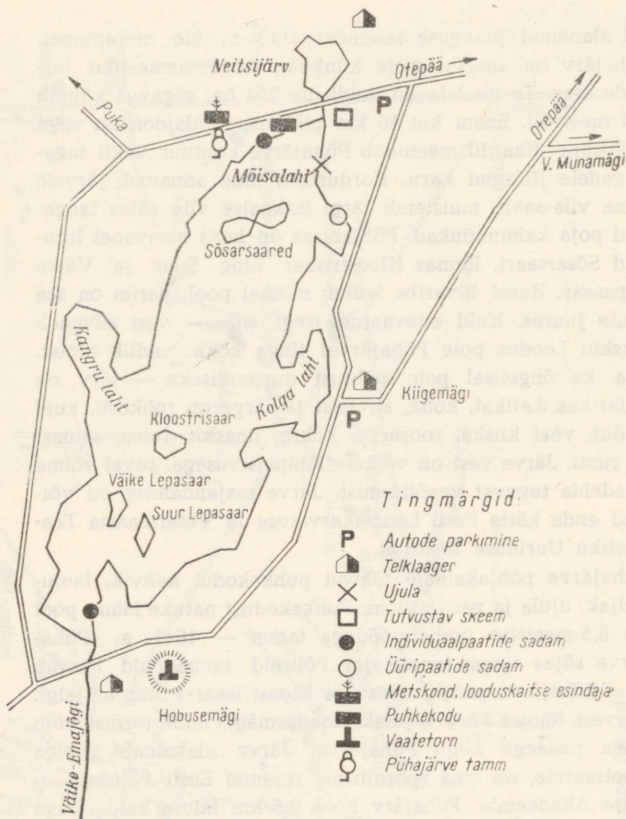 Neitsijärv
Otepää
Puka
P
Otepää
V. Munamägi
Mõisalaht
Sõsarsaared
Kangru laht
Kolga laht
Kiigemägi
P
Kloostrisaar
Väike Lepasaar
Suur Lepasaar
Tingmärgid:
P Autode parkimine
Telklaager
Ujula
Tutvustav skeem
Individuaalpaatide sadam
Üüripaatide sadam
Metskond. looduskaitse esindaja
Puhkekodu
Vaatetorn
Pühajärve tamm
Hobusemägi
Väike-Emajõgi